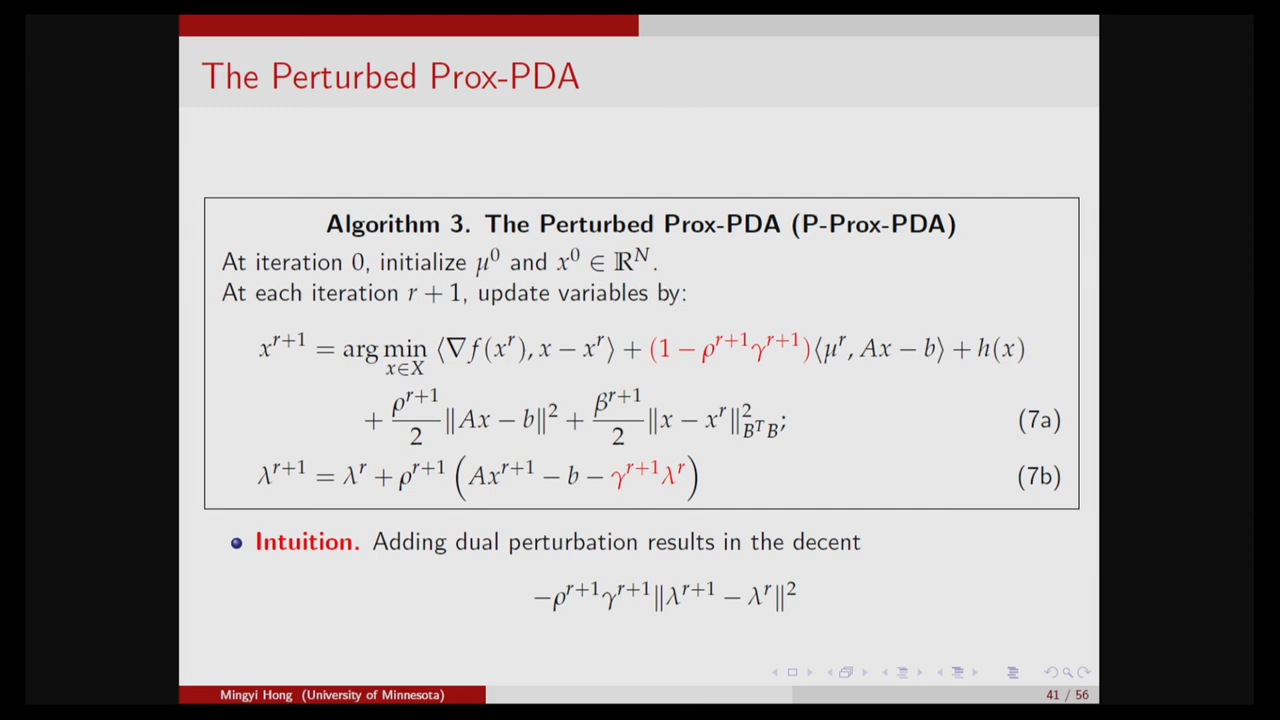 The Perturbed Prox-PDA
Algorithm 3. The Perturbed Prox-PDA (P-Prox-PDA)
At iteration 0, initialize μ^0 and x^0 ∈ ℝ^N.
At each iteration r + 1, update variables by:
x^{r+1} = arg min_{x∈X} ⟨∇f(x^r), x − x^r⟩ + (1 − ρ^{r+1}γ^{r+1})⟨μ^r, Ax − b⟩ + h(x)
+ \frac{ρ^{r+1}}{2}‖Ax − b‖^2 + \frac{β^{r+1}}{2}‖x − x^r‖^2_{B^T B}; (7a)
λ^{r+1} = λ^r + ρ^{r+1}(Ax^{r+1} − b − γ^{r+1}λ^r) (7b)
Intuition. Adding dual perturbation results in the decent
−ρ^{r+1}γ^{r+1}‖λ^{r+1} − λ^r‖^2
Mingyi Hong (University of Minnesota) 41 / 56